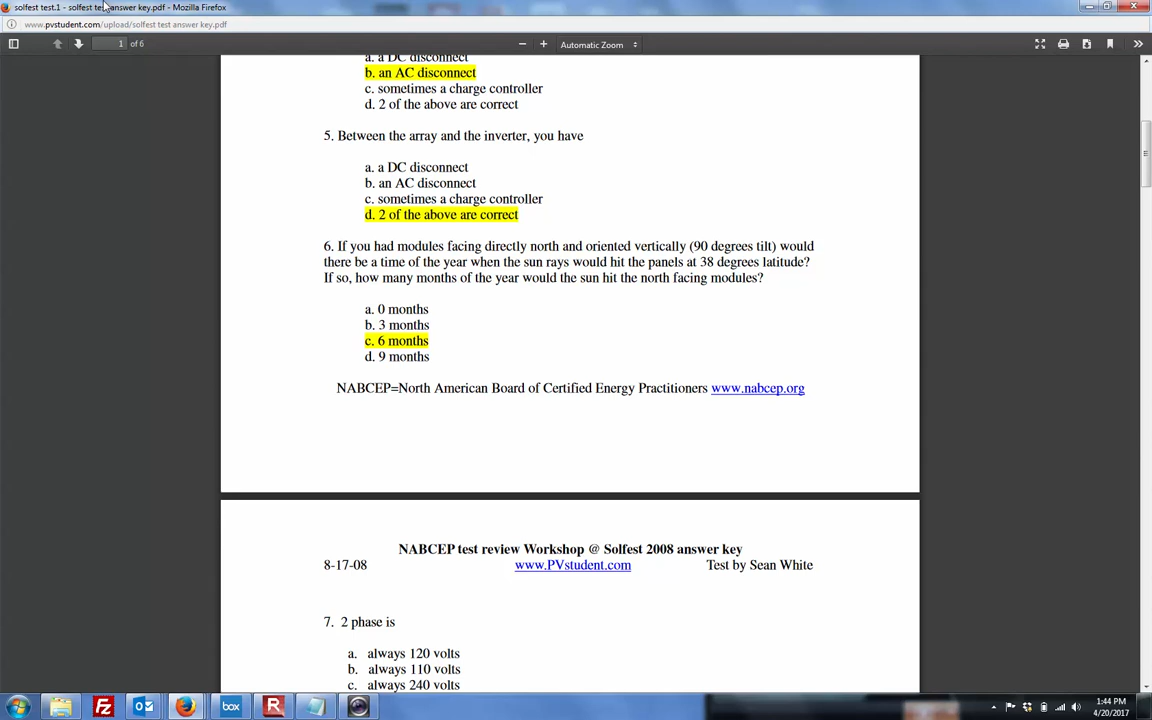 solfest test.1 - solfest test answer key.pdf - Mozilla Firefox
www.pvstudent.com/upload/solfest test answer key.pdf
1 of 6
Automatic Zoom
a. a DC disconnect
b. an AC disconnect
c. sometimes a charge controller
d. 2 of the above are correct
5. Between the array and the inverter, you have
a. a DC disconnect
b. an AC disconnect
c. sometimes a charge controller
d. 2 of the above are correct
6. If you had modules facing directly north and oriented vertically (90 degrees tilt) would
there be a time of the year when the sun rays would hit the panels at 38 degrees latitude?
If so, how many months of the year would the sun hit the north facing modules?
a. 0 months
b. 3 months
c. 6 months
d. 9 months
NABCEP=North American Board of Certified Energy Practitioners www.nabcep.org
NABCEP test review Workshop @ Solfest 2008 answer key
8-17-08 www.PVstudent.com Test by Sean White
7. 2 phase is
a. always 120 volts
b. always 110 volts
c. always 240 volts
Fz
box
R
1:44 PM
4/20/2017